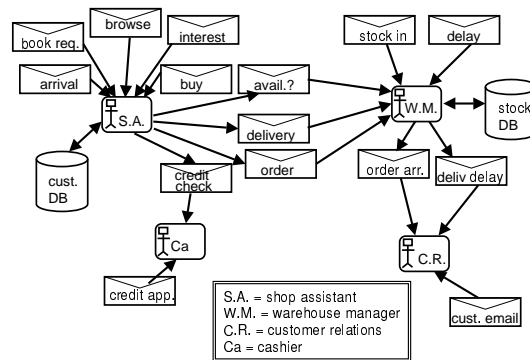 browse
book req.
interest
stock in
delay
arrival
buy
avail.?
S.A.
W.M.
stock
DB
delivery
cust.
DB
credit
check
order
order arr.
deliv delay
Ca
C.R.
credit app.
cust. email
S.A. = shop assistant
W.M. = warehouse manager
C.R. = customer relations
Ca = cashier